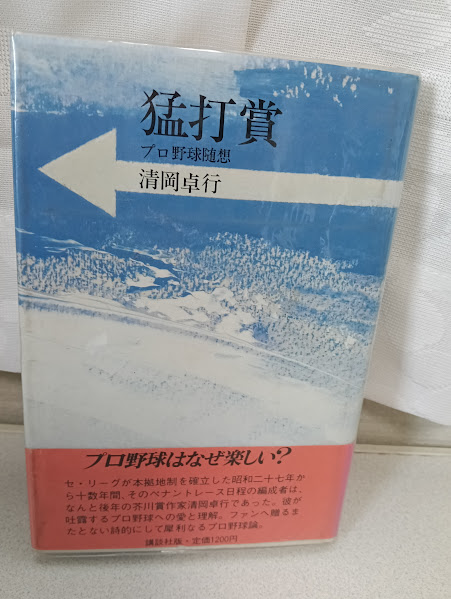 猛打賞
プロ野球随想
清岡卓行
プロ野球はなぜ楽しい?
セ・リーグが本拠地制を確立した昭和二十七年か
ら十数年間、そのペナントレース日程の編成者は、
なんと後年の芥川賞作家清岡卓行であった。彼が
吐露するプロ野球への愛と理解。ファンへ贈るま
たとない詩的にして犀利なプロ野球論。
講談社版・定価1200円